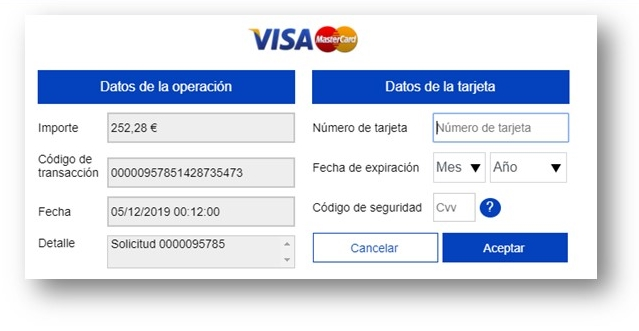 VISA MasterCard
Datos de la operación
Importe
252,28 €
Código de
transacción
00000957851428735473
Fecha
05/12/2019 00:12:00
Detalle
Solicitud 0000095785
Datos de la tarjeta
Número de tarjeta
Número de tarjeta
Fecha de expiración
Mes
Año
Código de seguridad
Cvv
?
Cancelar
Aceptar